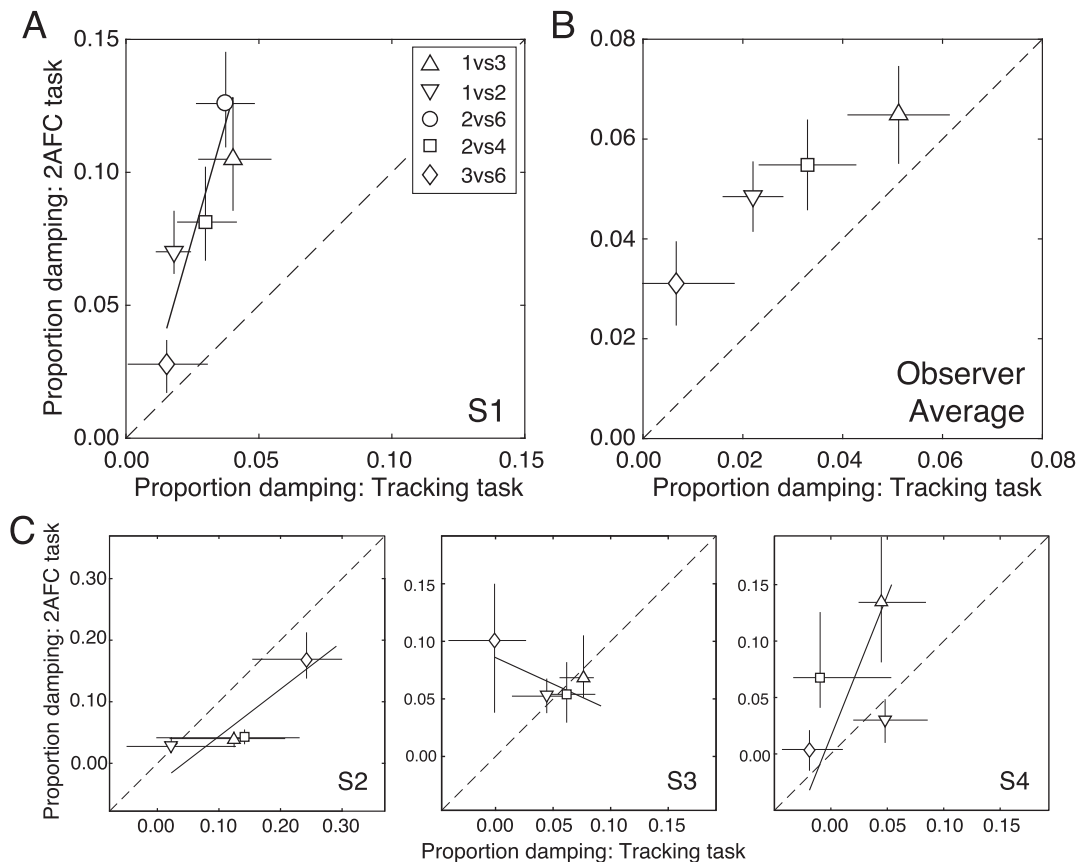 A
Proportion damping: 2AFC task
0.15
0.10
0.05
0.00
0.00 0.05 0.10 0.15
Proportion damping: Tracking task
1vs3
1vs2
2vs6
2vs4
3vs6
S1
B
Proportion damping: 2AFC task
0.08
0.06
0.04
0.02
0.00
0.00 0.02 0.04 0.06 0.08
Proportion damping: Tracking task
Observer
Average
C
Proportion damping: 2AFC task
0.30
0.20
0.10
0.00
0.00 0.10 0.20 0.30
S2
0.15
0.10
0.05
0.00
0.00 0.05 0.10 0.15
S3
0.15
0.10
0.05
0.00
0.00 0.05 0.10 0.15
S4
Proportion damping: Tracking task